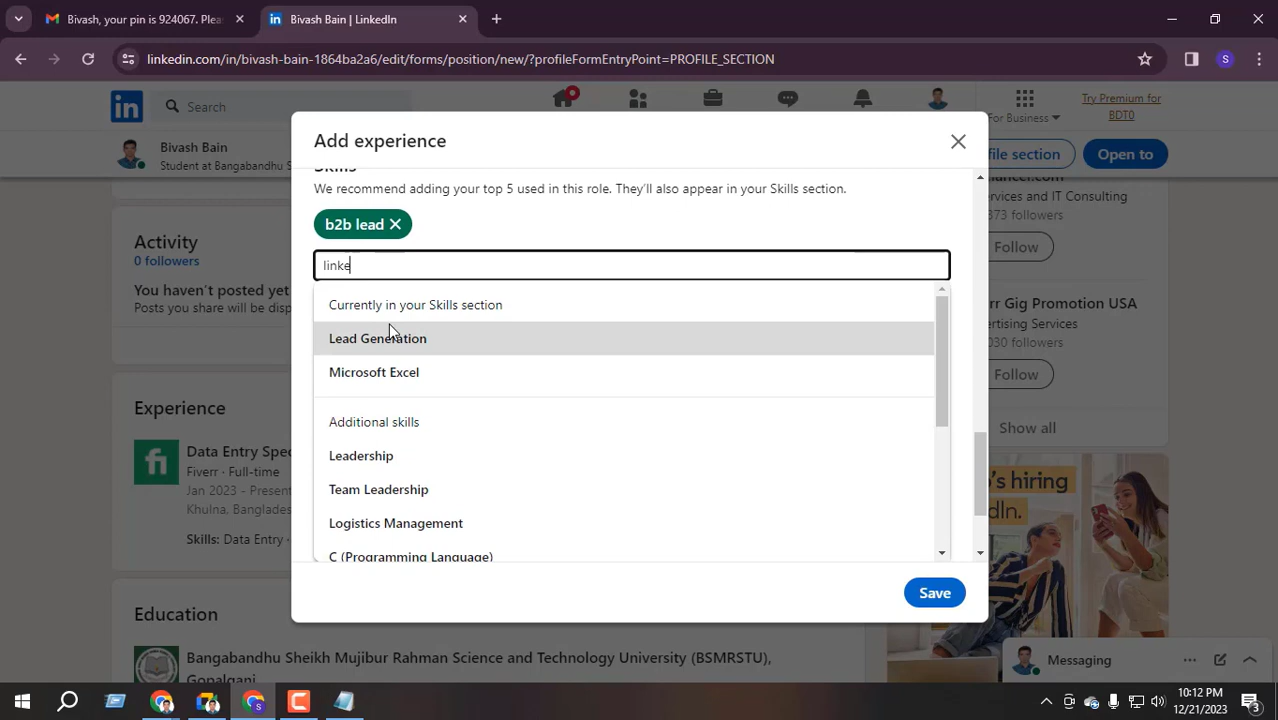 Bivash, your pin is 924067. Plea
Bivash Bain | LinkedIn
linkedin.com/in/bivash-bain-1864ba2a6/edit/forms/position/new/?profileFormEntryPoint=PROFILE_SECTION
S
in
Search
For Business
Try Premium for
BDT0
Bivash Bain
Student at Bangabandhu S
file section
Open to
Add experience
Skills
We recommend adding your top 5 used in this role. They'll also appear in your Skills section.
b2b lead
linke
Currently in your Skills section
Lead Generation
Microsoft Excel
Additional skills
Leadership
Team Leadership
Logistics Management
C (Programming Language)
Save
Activity
0 followers
You haven't posted yet
Posts you share will be disp
Experience
Data Entry Spec
Fiverr · Full-time
Jan 2023 - Present
Khulna, Banglades
Skills: Data Entry ·
Education
Bangabandhu Sheikh Mujibur Rahman Science and Technology University (BSMRSTU),
Gopalganj
ervices and IT Consulting
373 followers
Follow
rr Gig Promotion USA
ertising Services
030 followers
Follow
Show all
's hiring
dIn.
Messaging
S
10:12 PM
12/21/2023
3